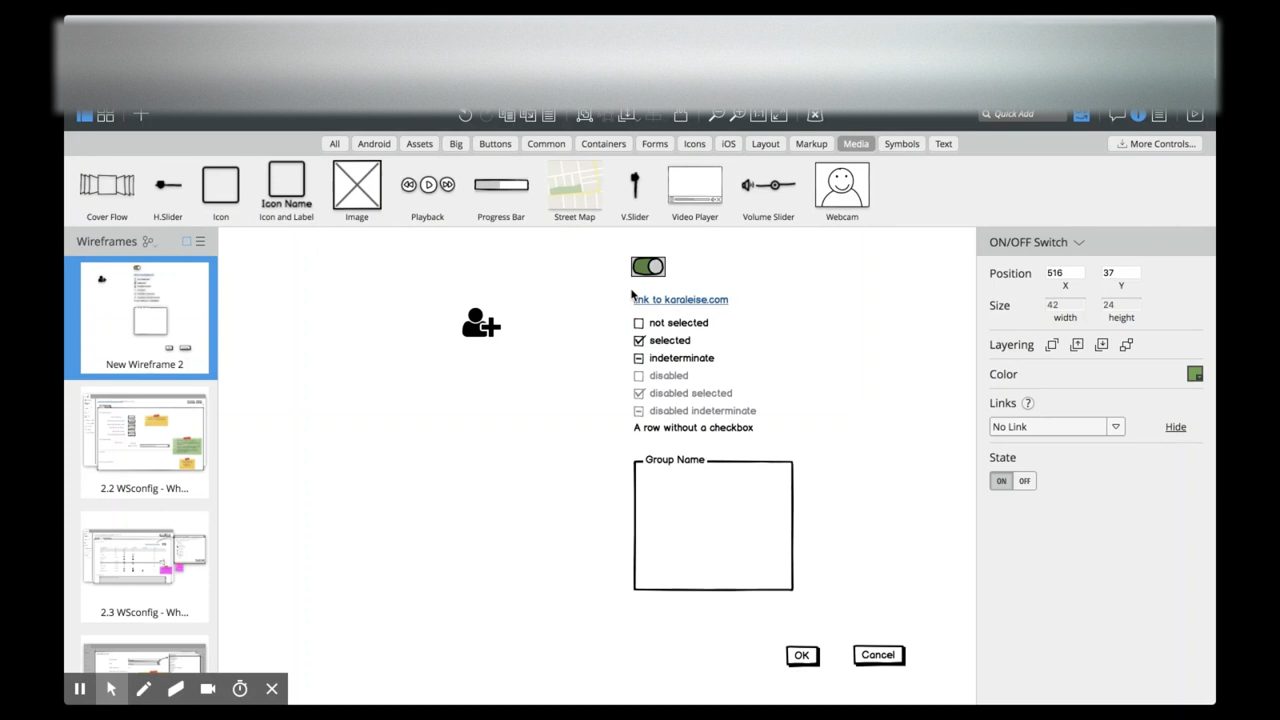 Quick Add
All Android Assets Big Buttons Common Containers Forms Icons iOS Layout Markup Media Symbols Text More Controls...
Icon Name
Cover Flow H.Slider Icon Icon and Label Image Playback Progress Bar Street Map V.Slider Video Player Volume Slider Webcam
Wireframes
New Wireframe 2
2.2 WSconfig - Wh...
2.3 WSconfig - Wh...
link to karaleise.com
not selected
selected
indeterminate
disabled
disabled selected
disabled indeterminate
A row without a checkbox
Group Name
OK Cancel
ON/OFF Switch
Position 516 37
X Y
Size 42 24
width height
Layering
Color
Links ?
No Link Hide
State
ON OFF